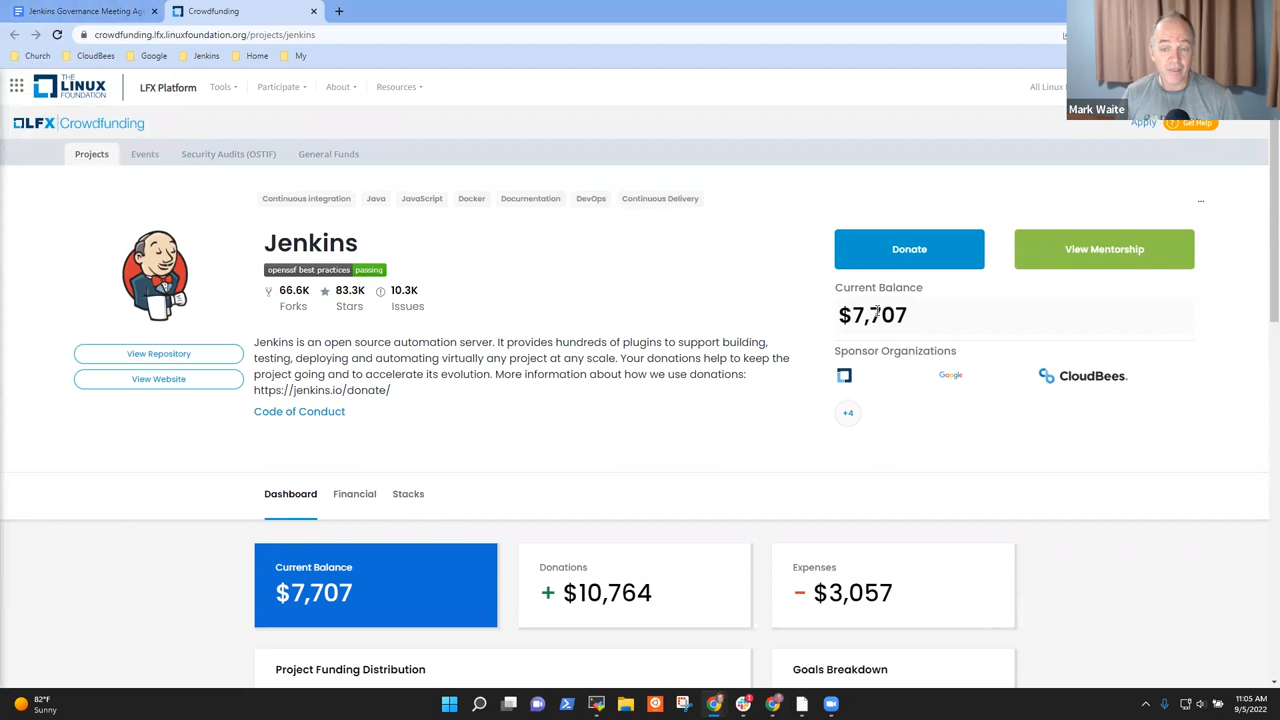 Jenkins Governance Meeting Age
Crowdfunding
crowdfunding.lfx.linuxfoundation.org/projects/jenkins
Church
CloudBees
Google
Jenkins
Home
My
THE LINUX FOUNDATION
LFX Platform
Tools
Participate
About
Resources
All Linux
Mark Waite
LFX Crowdfunding
Apply
Get Help
Projects
Events
Security Audits (OSTIF)
General Funds
Continuous integration
Java
JavaScript
Docker
Documentation
DevOps
Continuous Delivery
...
Jenkins
openssf best practices passing
66.6K
Forks
83.3K
Stars
10.3K
Issues
Donate
View Mentorship
Current Balance
$7,707
View Repository
View Website
Jenkins is an open source automation server. It provides hundreds of plugins to support building,
testing, deploying and automating virtually any project at any scale. Your donations help to keep the
project going and to accelerate its evolution. More information about how we use donations:
https://jenkins.io/donate/
Code of Conduct
Sponsor Organizations
Google
CloudBees.
+4
Dashboard
Financial
Stacks
Current Balance
$7,707
Donations
+ $10,764
Expenses
- $3,057
Project Funding Distribution
Goals Breakdown
82°F
Sunny
11:05 AM
9/5/2022